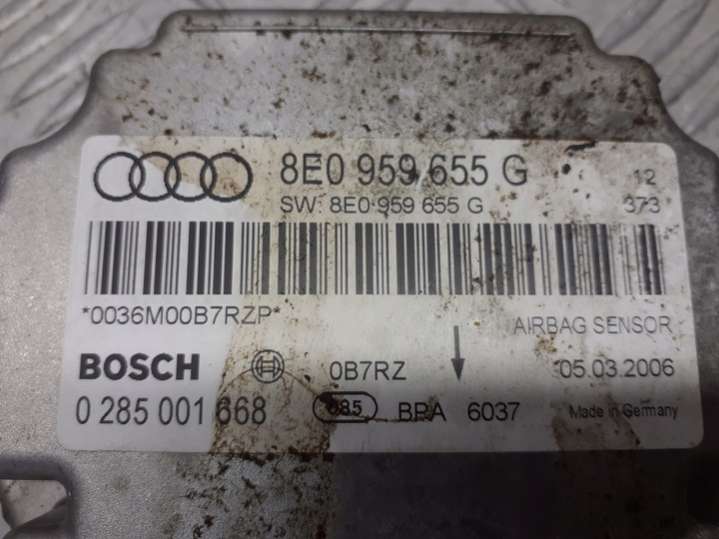 8E0 959 655 G 12
SW: 8E0 959 655 G 373
*0036M00B7RZP*
AIRBAG SENSOR
BOSCH 0B7RZ 05.03.2006
0 285 001 668 685 BPA 6037 Made in Germany